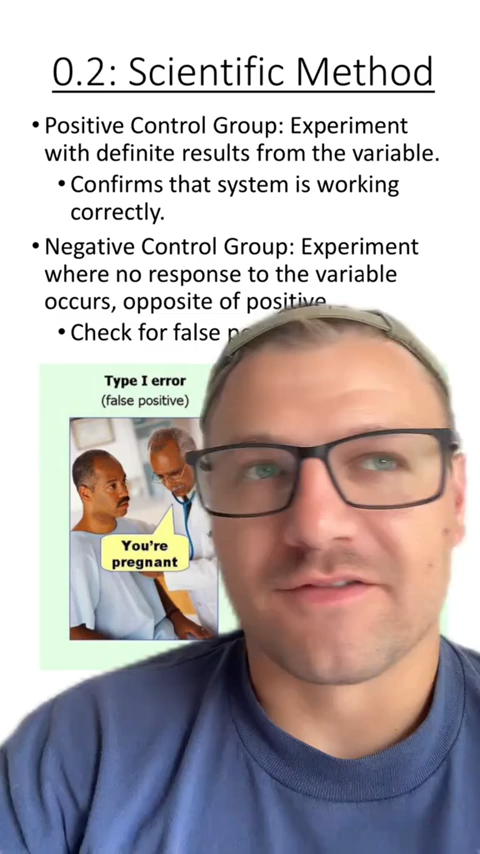 0.2: Scientific Method
• Positive Control Group: Experiment
with definite results from the variable.
• Confirms that system is working
correctly.
• Negative Control Group: Experiment
where no response to the variable
occurs, opposite of positive.
• Check for false
Type I error
(false positive)
You're
pregnant